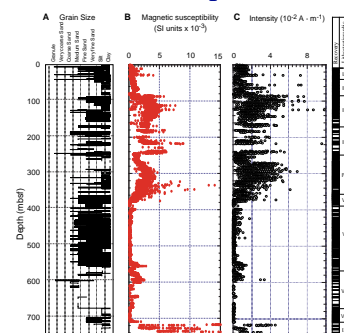 A Grain Size
B Magnetic susceptibility
(SI units x 10-3)
C Intensity (10-2 A · m-1)
Granule
Very coarse Sand
Coarse Sand
Medium Sand
Fine Sand
Very fine Sand
Silt
Clay
0 5 10 15
0 4 8
0
100
200
300
400
500
600
700
Depth (mbsf)
Recovery